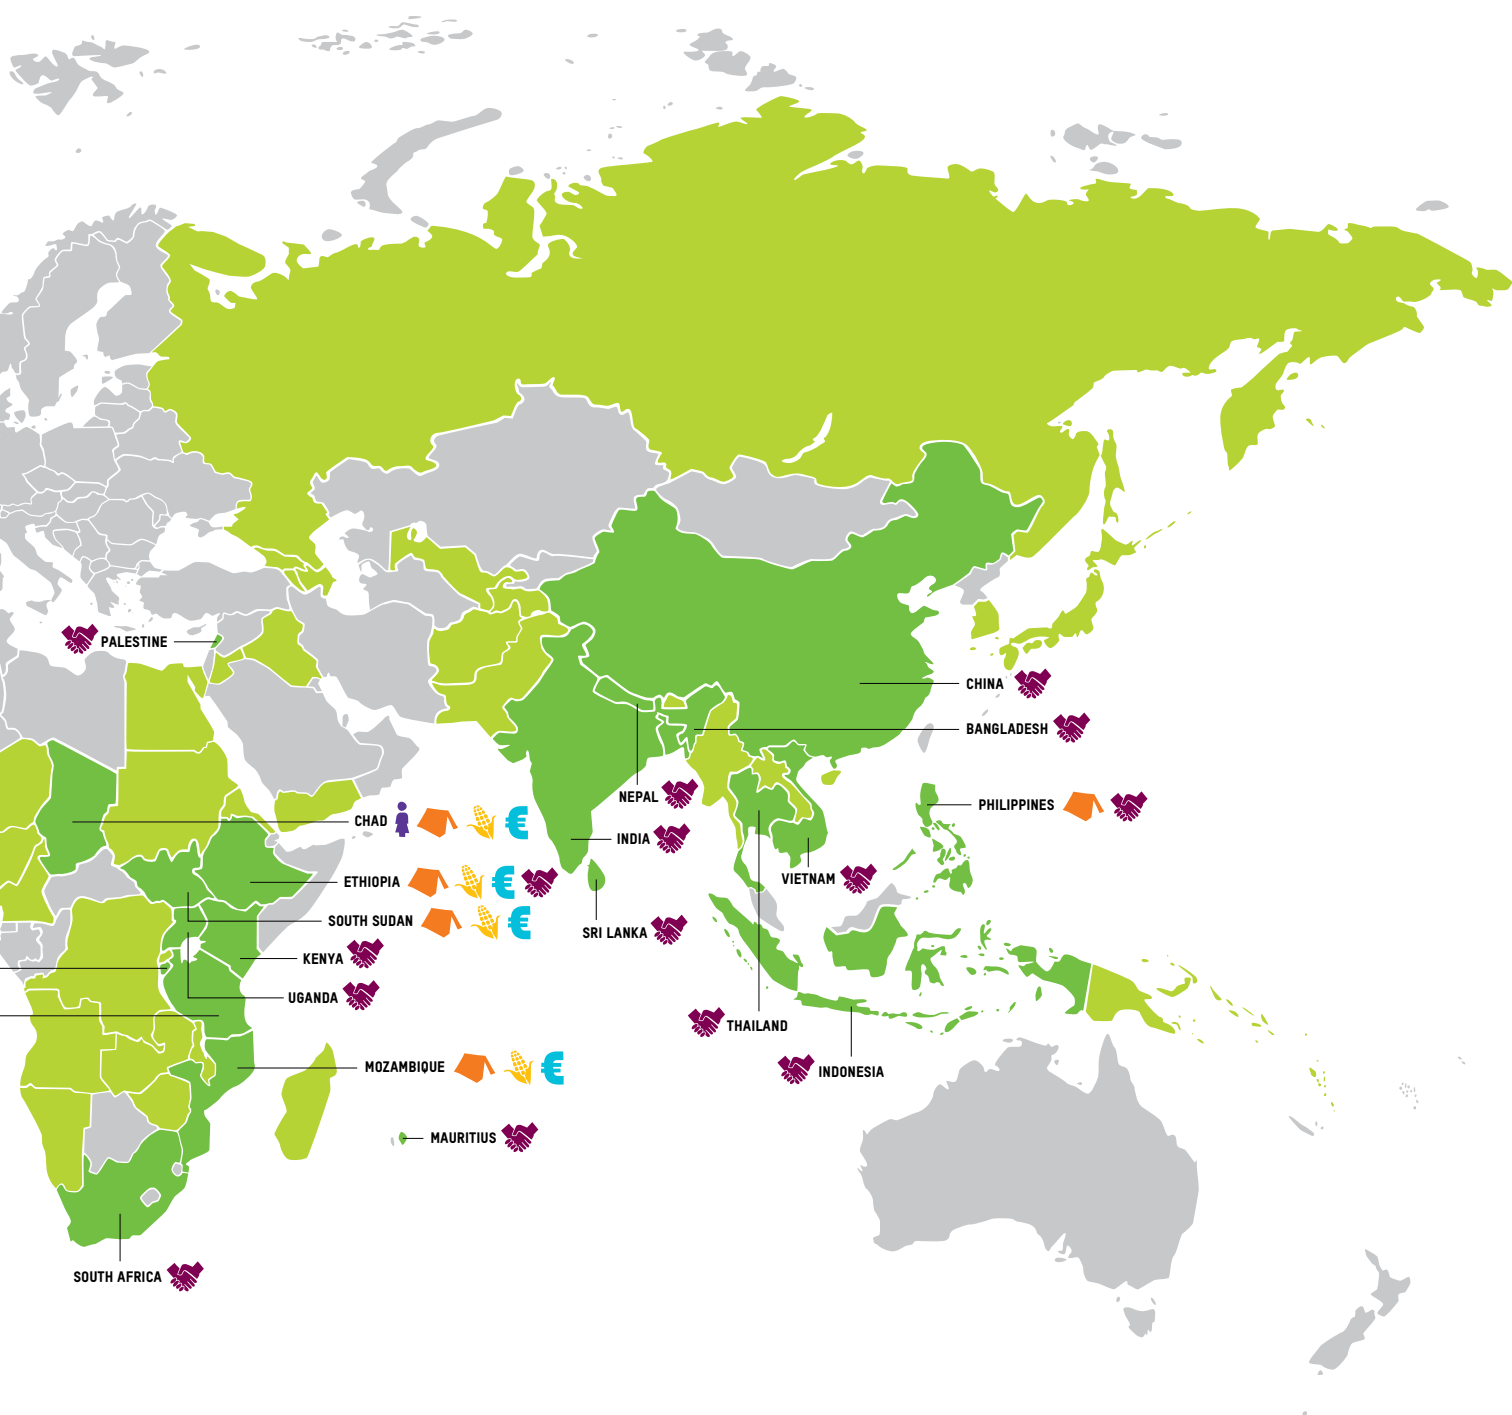 PALESTINE
CHINA
BANGLADESH
NEPAL
PHILIPPINES
CHAD
INDIA
VIETNAM
ETHIOPIA
SOUTH SUDAN
SRI LANKA
KENYA
UGANDA
THAILAND
MOZAMBIQUE
INDONESIA
MAURITIUS
SOUTH AFRICA